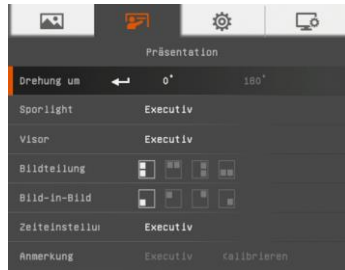 Präsentation
Drehung um 0° 180°
Sporlight Executiv
Visor Executiv
Bildteilung
Bild-in-Bild
Zeiteinstellu Executiv
Anmerkung Executiv Kalibrieren